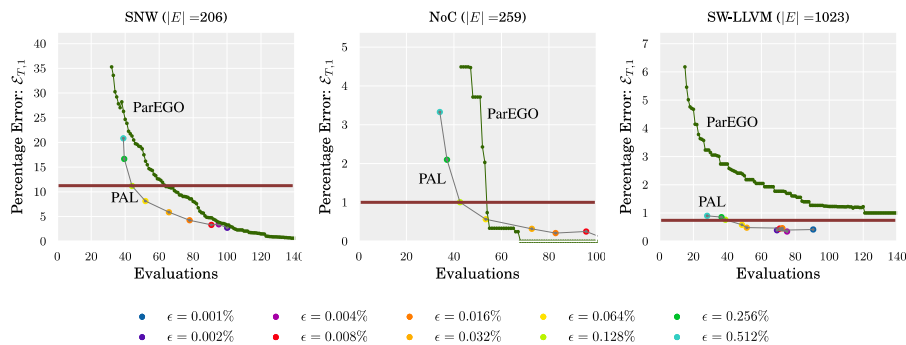 SNW (|E| =206)
NoC (|E| =259)
SW-LLVM (|E| =1023)
Percentage Error: ℰ_{T,1}
40
35
30
25
20
15
10
5
0
ParEGO
PAL
0 20 40 60 80 100 120 140
Evaluations
Percentage Error: ℰ_{T,1}
5
4
3
2
1
0
ParEGO
PAL
0 20 40 60 80 100
Evaluations
Percentage Error: ℰ_{T,1}
7
6
5
4
3
2
1
0
ParEGO
PAL
0 20 40 60 80 100 120 140
Evaluations
ϵ = 0.001% ϵ = 0.004% ϵ = 0.016% ϵ = 0.064% ϵ = 0.256%
ϵ = 0.002% ϵ = 0.008% ϵ = 0.032% ϵ = 0.128% ϵ = 0.512%